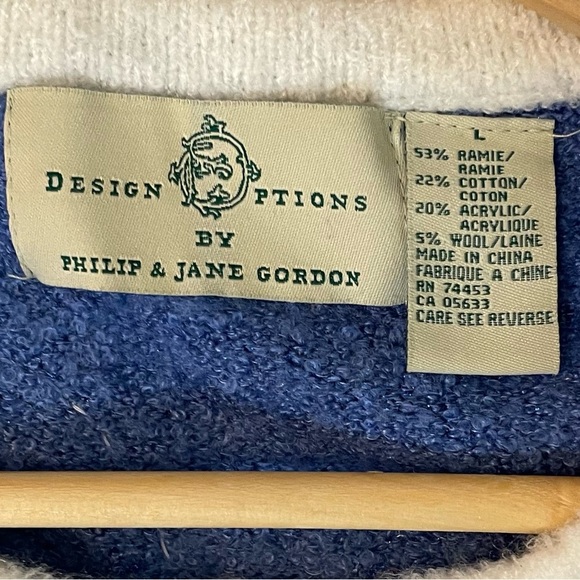 DESIGN OPTIONS
BY
PHILIP & JANE GORDON
L
53% RAMIE/
RAMIE
22% COTTON/
COTON
20% ACRYLIC/
ACRYLIQUE
5% WOOL/LAINE
MADE IN CHINA
FABRIQUE A CHINE
RN 74453
CA 05633
CARE SEE REVERSE